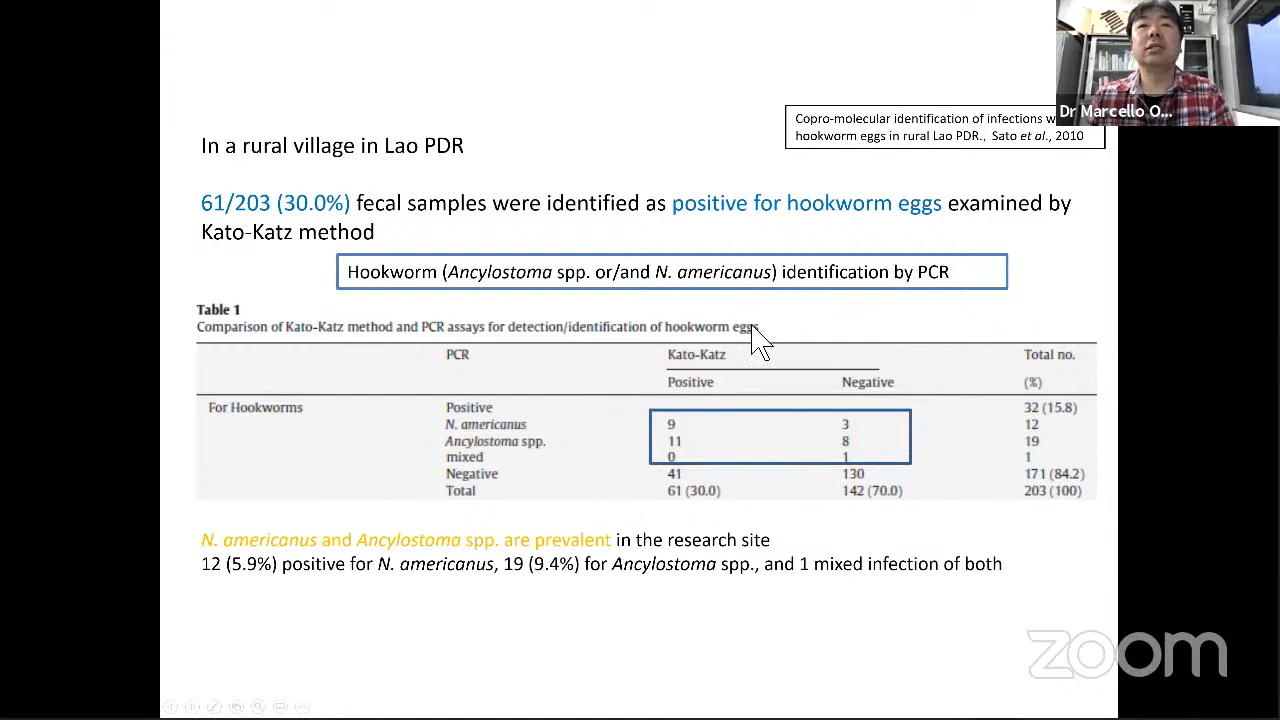 Dr Marcello O...
Copro-molecular identification of infections w
hookworm eggs in rural Lao PDR., Sato et al., 2010
In a rural village in Lao PDR
61/203 (30.0%) fecal samples were identified as positive for hookworm eggs examined by
Kato-Katz method
Hookworm (Ancylostoma spp. or/and N. americanus) identification by PCR
Table 1
Comparison of Kato-Katz method and PCR assays for detection/identification of hookworm eggs
PCR Kato-Katz Total no.
Positive Negative (%)
For Hookworms Positive 32 (15.8)
N. americanus 9 3 12
Ancylostoma spp. 11 8 19
mixed 0 1 1
Negative 41 130 171 (84.2)
Total 61 (30.0) 142 (70.0) 203 (100)
N. americanus and Ancylostoma spp. are prevalent in the research site
12 (5.9%) positive for N. americanus, 19 (9.4%) for Ancylostoma spp., and 1 mixed infection of both
zoom